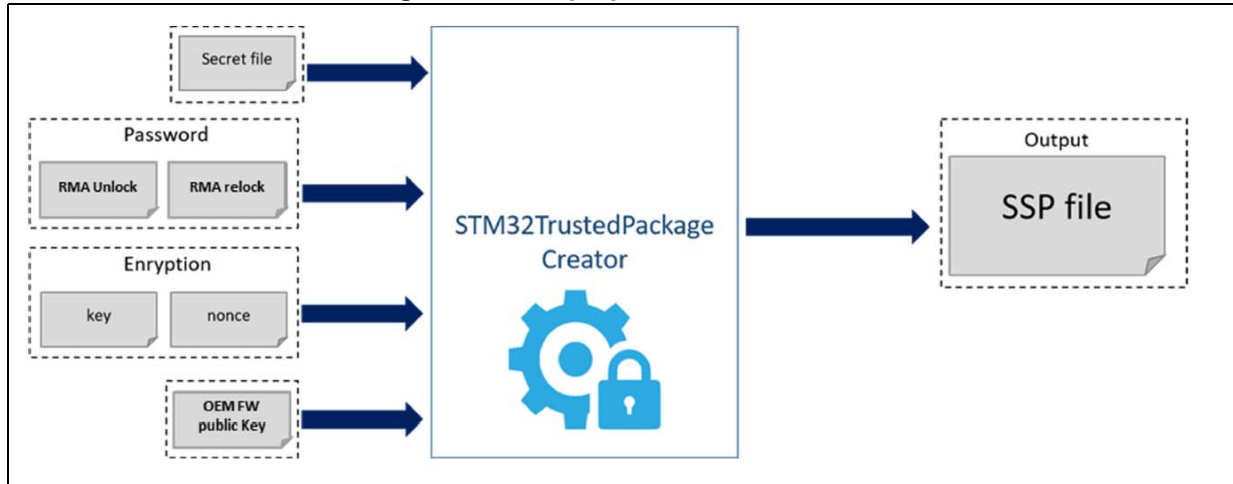 Secret file
Password
RMA Unlock
RMA relock
Enryption
key
nonce
OEM FW
public Key
STM32TrustedPackage
Creator
Output
SSP file